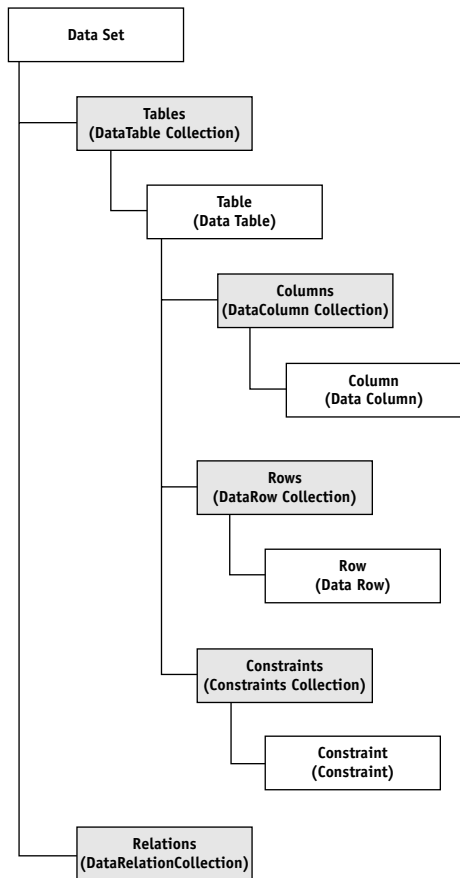 Data Set
Tables
(DataTable Collection)
Table
(Data Table)
Columns
(DataColumn Collection)
Column
(Data Column)
Rows
(DataRow Collection)
Row
(Data Row)
Constraints
(Constraints Collection)
Constraint
(Constraint)
Relations
(DataRelationCollection)